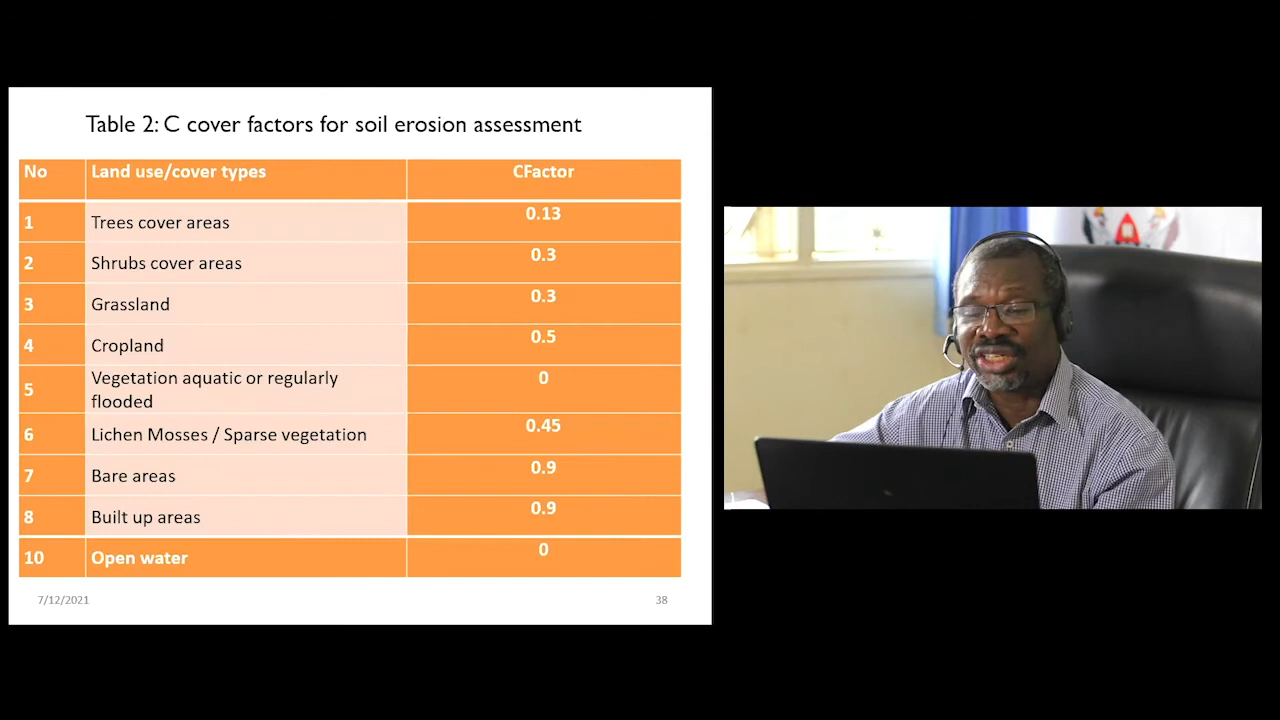 Table 2: C cover factors for soil erosion assessment
No Land use/cover types CFactor
1 Trees cover areas 0.13
2 Shrubs cover areas 0.3
3 Grassland 0.3
4 Cropland 0.5
5 Vegetation aquatic or regularly 0
flooded
6 Lichen Mosses / Sparse vegetation 0.45
7 Bare areas 0.9
8 Built up areas 0.9
10 Open water 0
7/12/2021 38